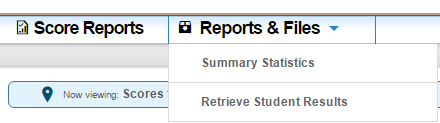 Score Reports Reports & Files
Summary Statistics
Now viewing: Scores
Retrieve Student Results